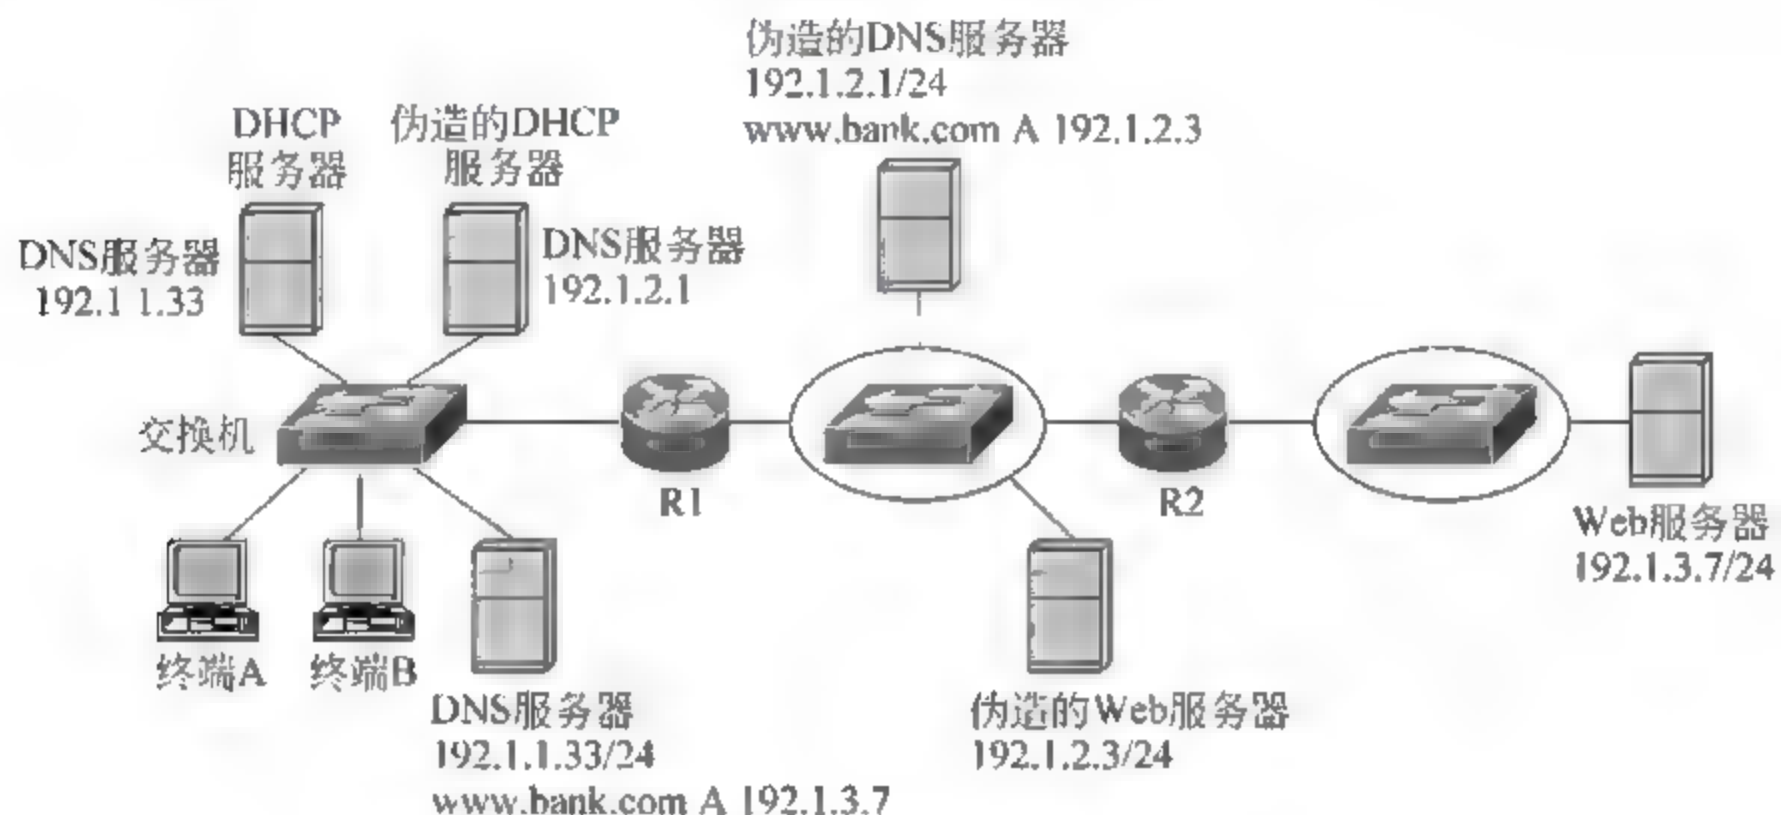 伪造的DNS服务器
192.1.2.1/24
www.bank.com A 192.1.2.3
DHCP
服务器
伪造的DHCP
服务器
DNS服务器
192.1 1.33
DNS服务器
192.1.2.1
交换机
R1
R2
Web服务器
192.1.3.7/24
终端A
终端B
DNS服务器
192.1.1.33/24
www.bank.com A 192.1.3.7
伪造的Web服务器
192.1.2.3/24